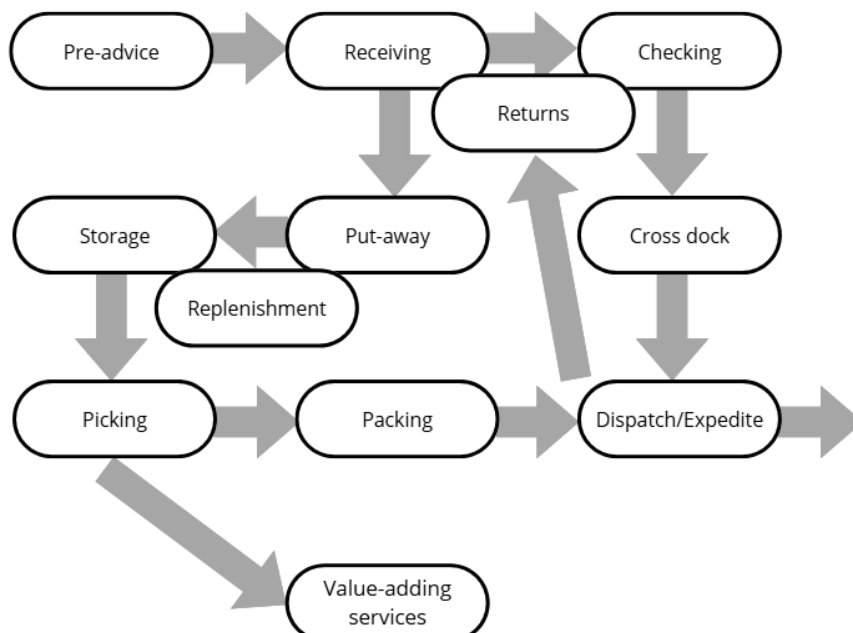 Pre-advice
Receiving
Checking
Returns
Storage
Put-away
Cross dock
Replenishment
Picking
Packing
Dispatch/Expedite
Value-adding
services